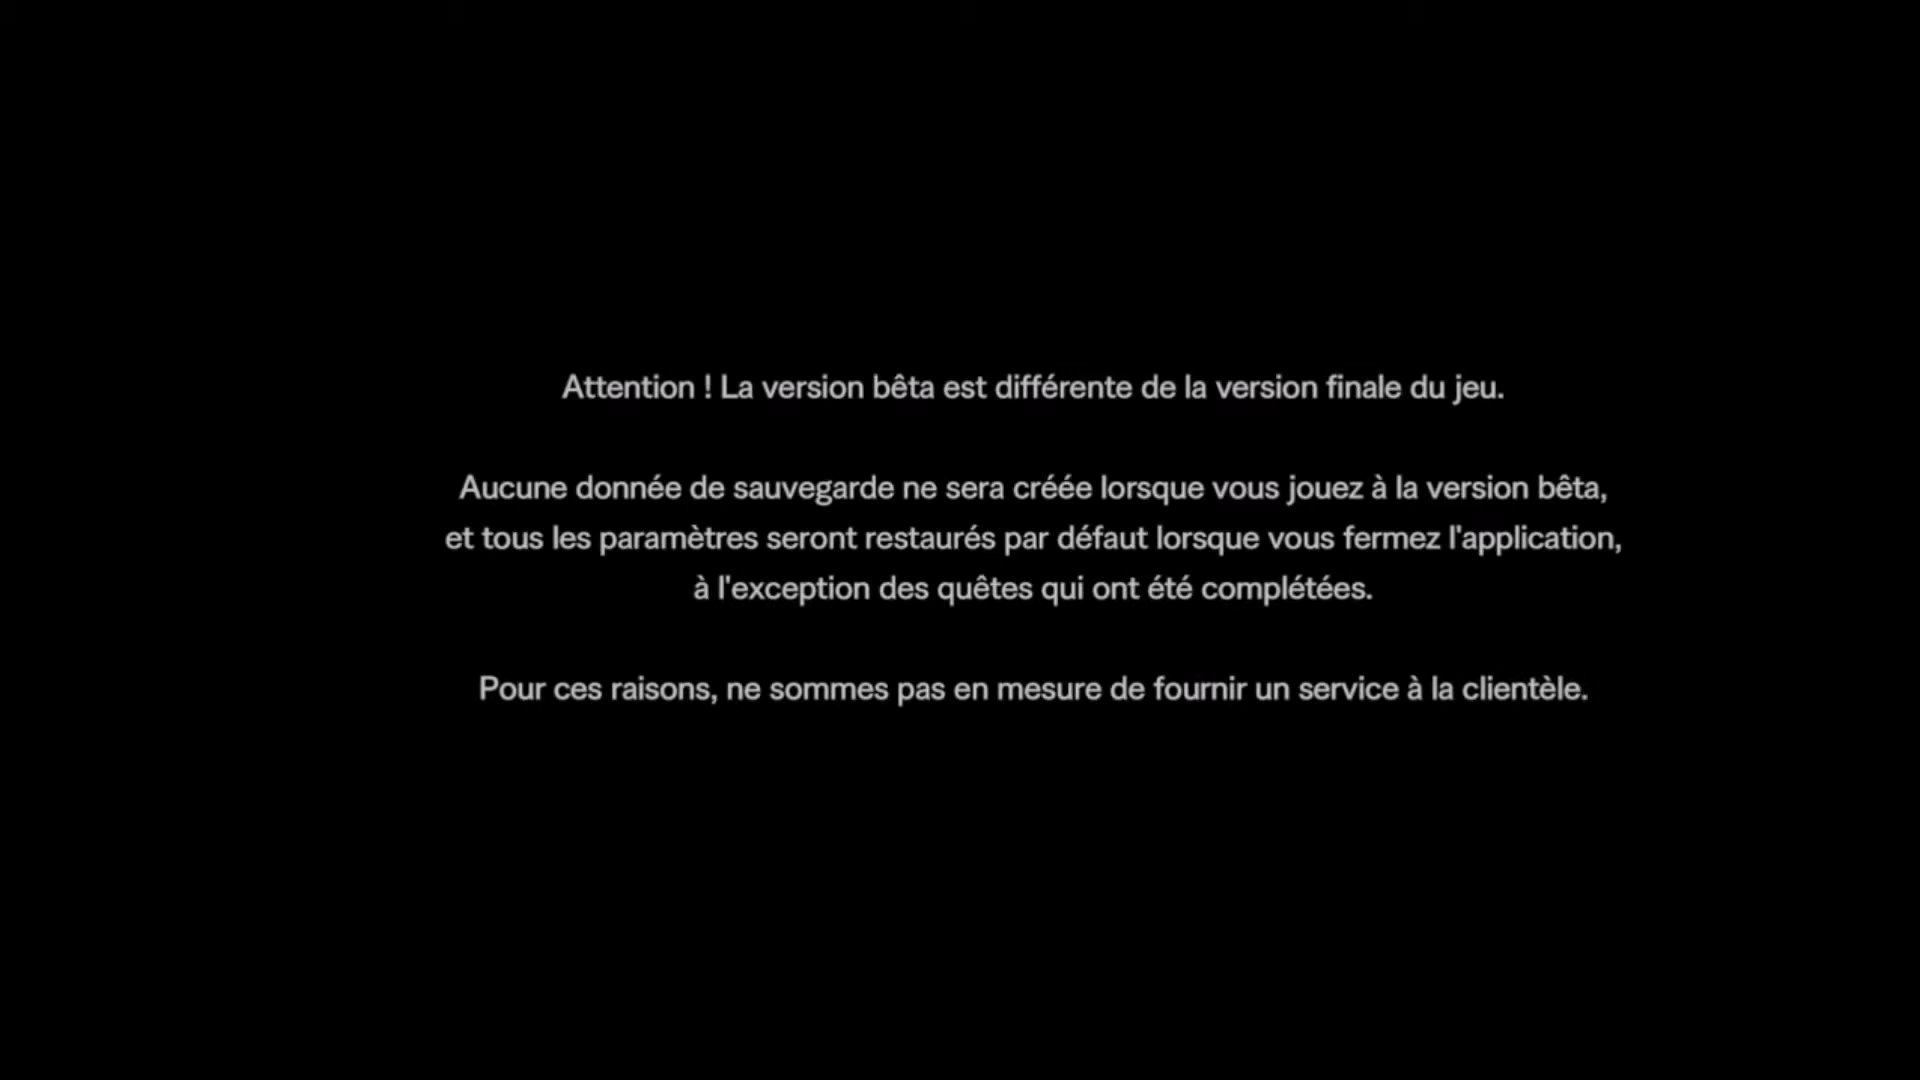 Attention ! La version bêta est différente de la version finale du jeu.
Aucune donnée de sauvegarde ne sera créée lorsque vous jouez à la version bêta,
et tous les paramètres seront restaurés par défaut lorsque vous fermez l'application,
à l'exception des quêtes qui ont été complétées.
Pour ces raisons, ne sommes pas en mesure de fournir un service à la clientèle.